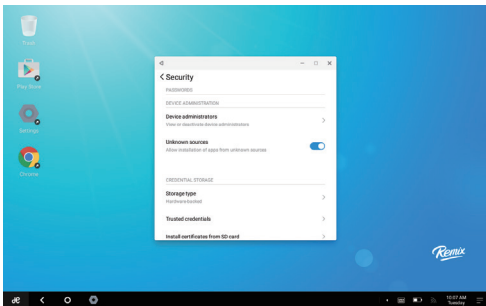 Trash
Play Store
Settings
Chrome
Security
PASSWORDS
DEVICE ADMINISTRATION
Device administrators
View or deactivate device administrators
Unknown sources
Allow installation of apps from unknown sources
CREDENTIAL STORAGE
Storage type
Hardware-backed
Trusted credentials
Install certificates from SD card
Remix
10:07 AM
Tuesday